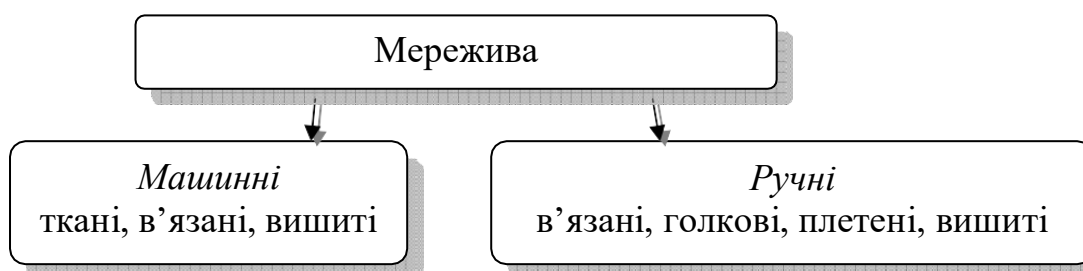 Мережива
Машинні
ткані, в’язані, вишиті
Ручні
в’язані, голкові, плетені, вишиті